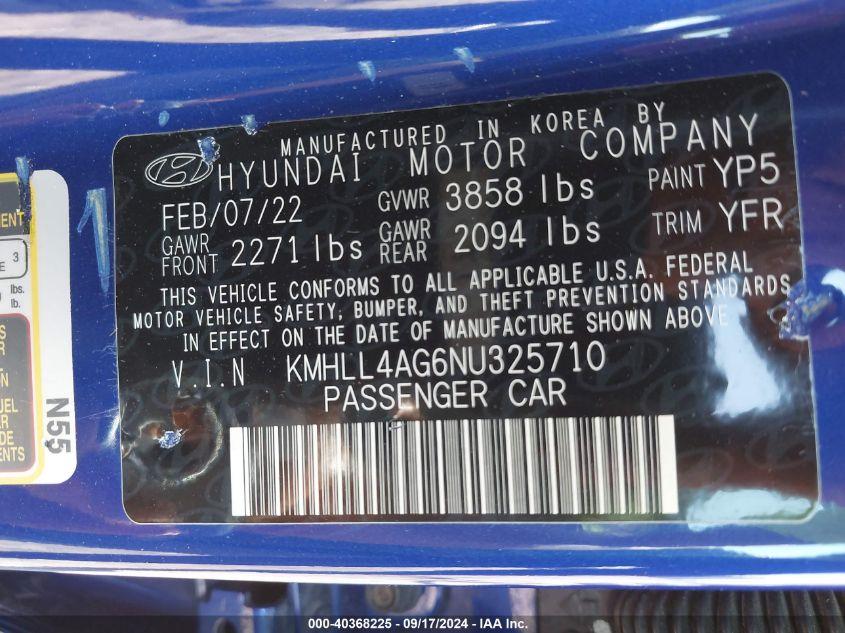 MANUFACTURED IN KOREA BY
HYUNDAI MOTOR COMPANY
FEB/07/22 GVWR 3858 lbs PAINT YP5
GAWR FRONT 2271 lbs GAWR REAR 2094 lbs TRIM YFR
THIS VEHICLE CONFORMS TO ALL APPLICABLE U.S.A. FEDERAL
MOTOR VEHICLE SAFETY, BUMPER, AND THEFT PREVENTION STANDARDS
IN EFFECT ON THE DATE OF MANUFACTURE SHOWN ABOVE
V.I.N KMHLL4AG6NU325710
PASSENGER CAR
3
lbs.
lb.
N55
000-40368225 - 09/17/2024 - IAA Inc.